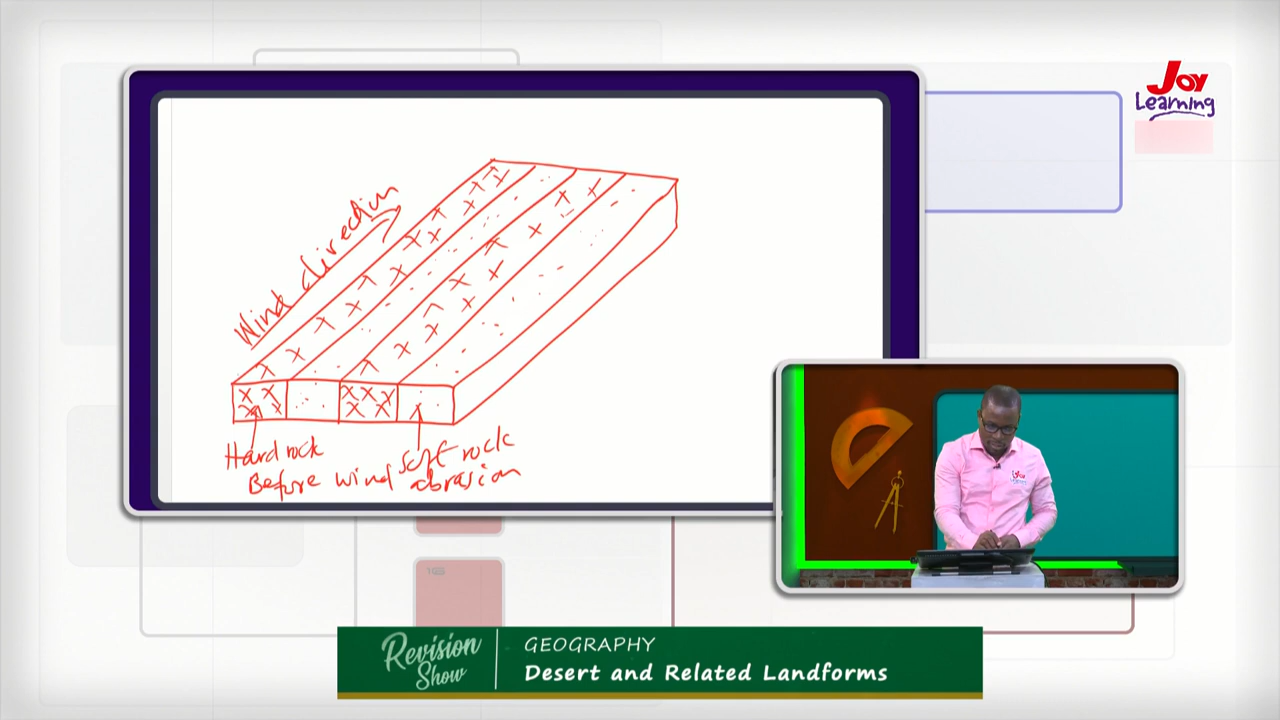 Joy
Learning
Wind direction
Hard rock
Soft rock
Before wind abrasion
Revision
Show
GEOGRAPHY
Desert and Related Landforms